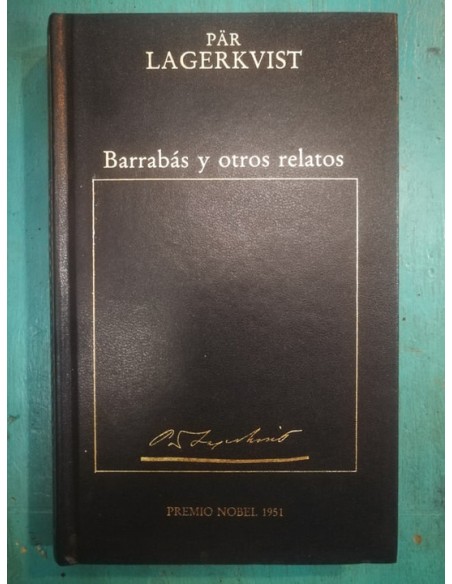 PÄR
LAGERKVIST
Barrabás y otros relatos
PREMIO NOBEL 1951